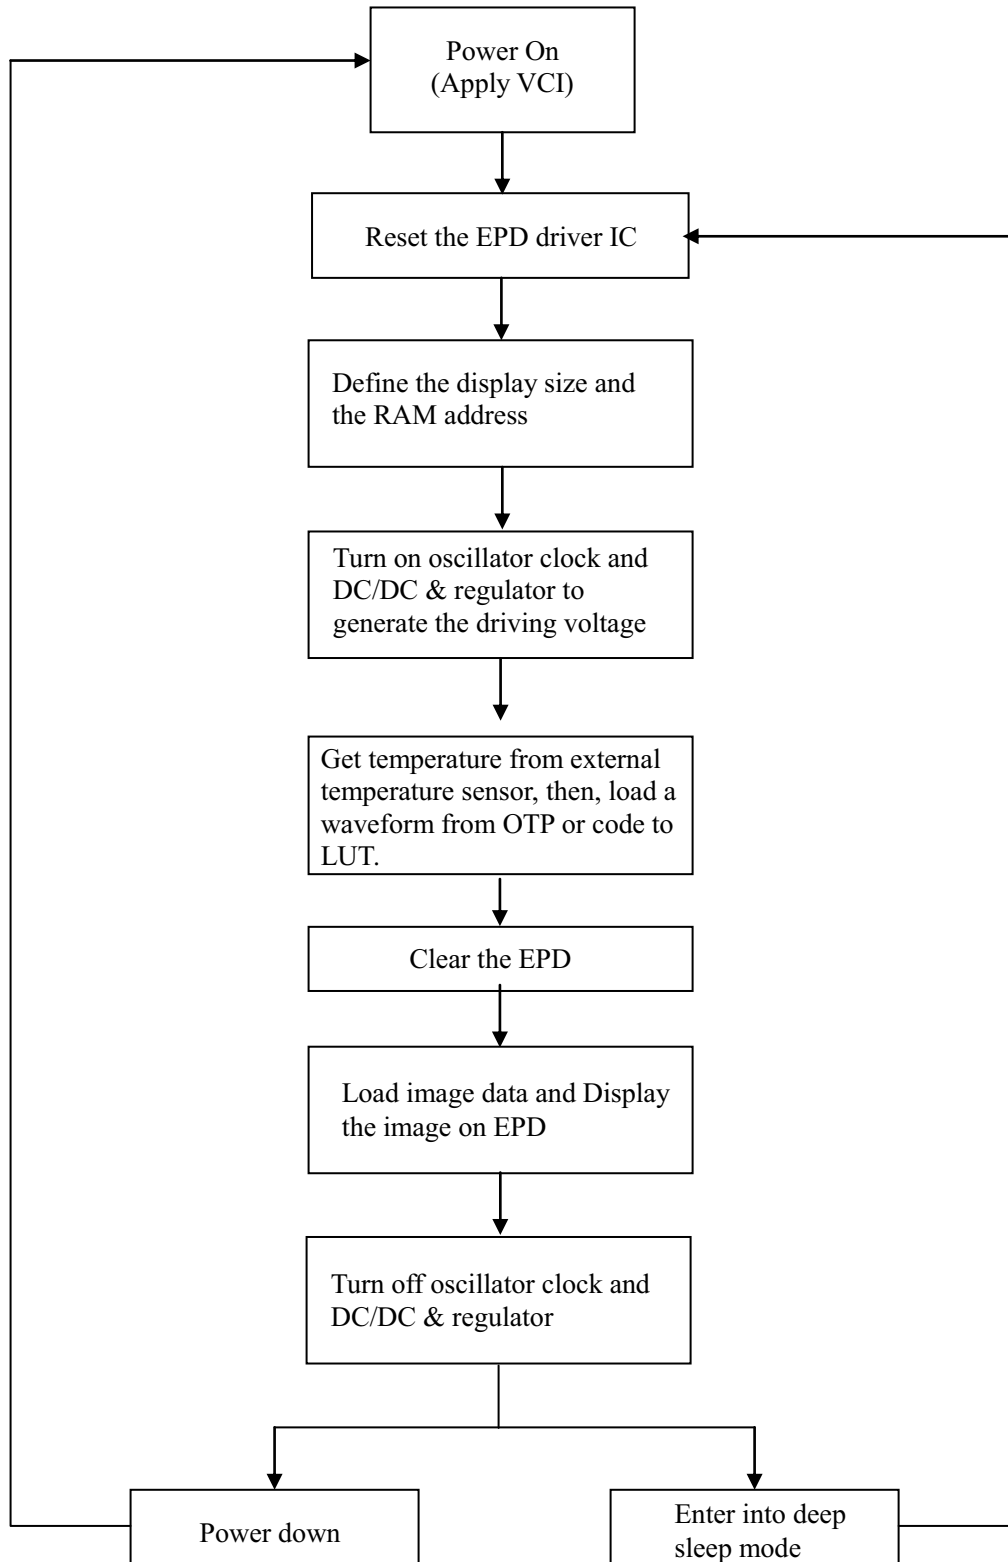 Power On
(Apply VCI)
Reset the EPD driver IC
Define the display size and
the RAM address
Turn on oscillator clock and
DC/DC & regulator to
generate the driving voltage
Get temperature from external
temperature sensor, then, load a
waveform from OTP or code to
LUT.
Clear the EPD
Load image data and Display
the image on EPD
Turn off oscillator clock and
DC/DC & regulator
Power down
Enter into deep
sleep mode